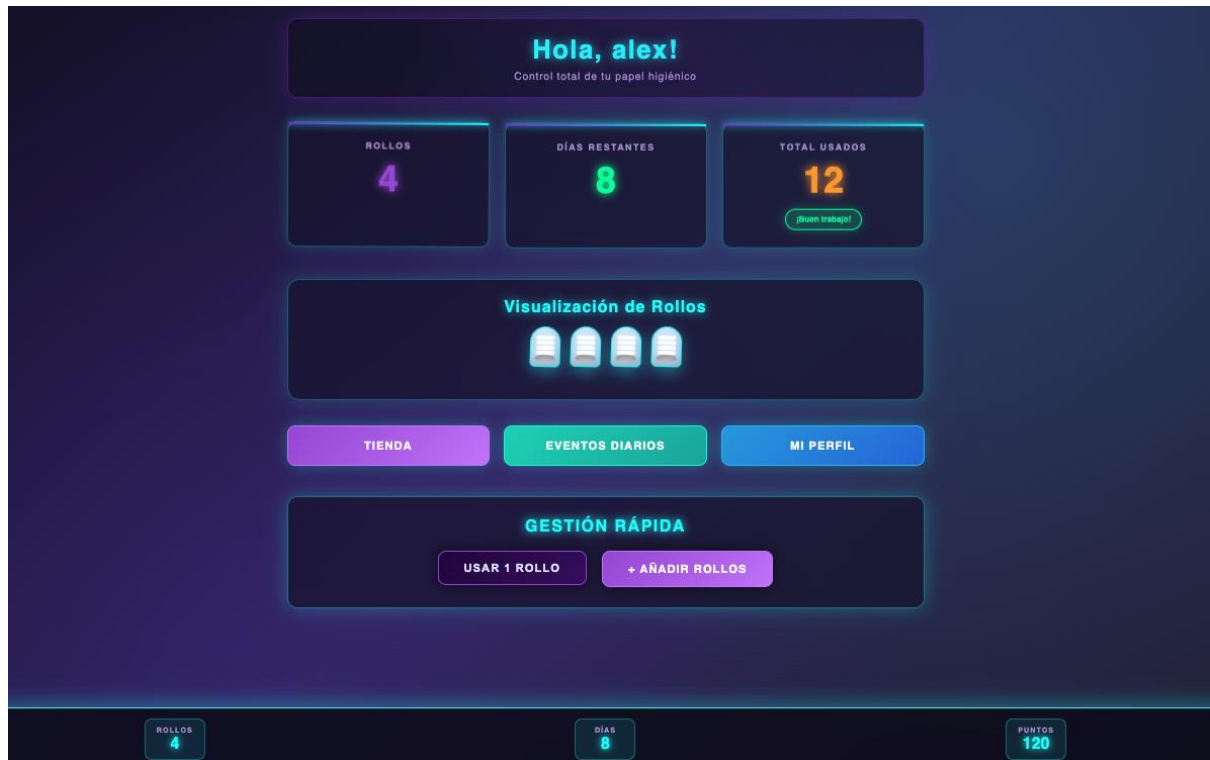 Hola, alex!
Control total de tu papel higiénico
ROLLOS
4
DÍAS RESTANTES
8
TOTAL USADOS
12
¡Buen trabajo!
Visualización de Rollos
TIENDA
EVENTOS DIARIOS
MI PERFIL
GESTIÓN RÁPIDA
USAR 1 ROLLO
+ AÑADIR ROLLOS
ROLLOS
4
DÍAS
8
PUNTOS
120